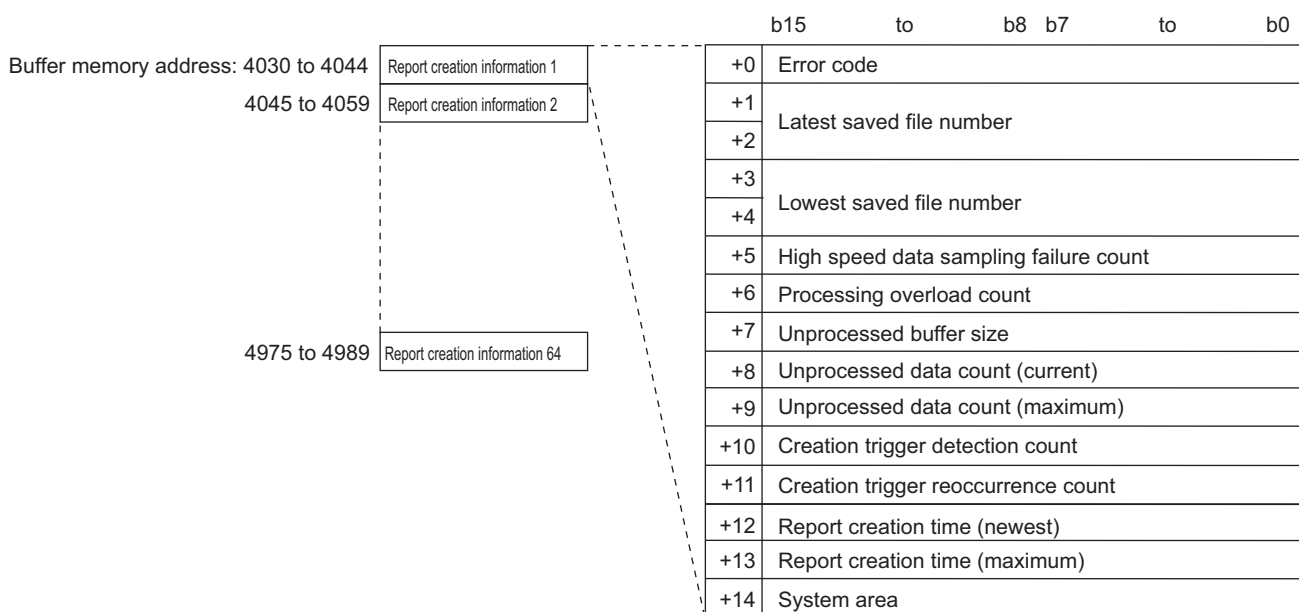 b15 to b8 b7 to b0
Buffer memory address: 4030 to 4044 Report creation information 1
4045 to 4059 Report creation information 2
4975 to 4989 Report creation information 64
+0 Error code
+1
Latest saved file number
+2
+3
Lowest saved file number
+4
+5 High speed data sampling failure count
+6 Processing overload count
+7 Unprocessed buffer size
+8 Unprocessed data count (current)
+9 Unprocessed data count (maximum)
+10 Creation trigger detection count
+11 Creation trigger reoccurrence count
+12 Report creation time (newest)
+13 Report creation time (maximum)
+14 System area